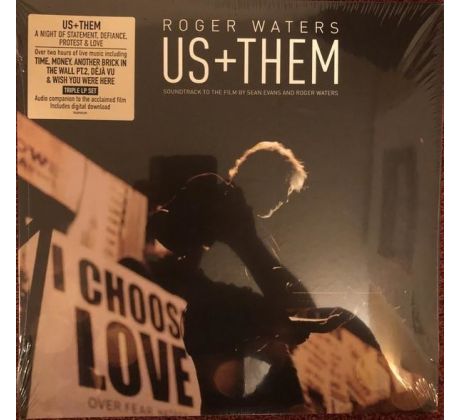 ROGER WATERS
US+THEM
SOUNDTRACK TO THE FILM BY SEAN EVANS AND ROGER WATERS
US+THEM
A NIGHT OF STATEMENT, DEFIANCE,
PROTEST & LOVE
Over two hours of live music including
TIME, MONEY, ANOTHER BRICK IN
THE WALL PT.2, DÉJÀ VU
& WISH YOU WERE HERE
TRIPLE LP SET
Audio companion to the acclaimed film
Includes digital download
I CHOOSE
LOVE
OVER FEAR